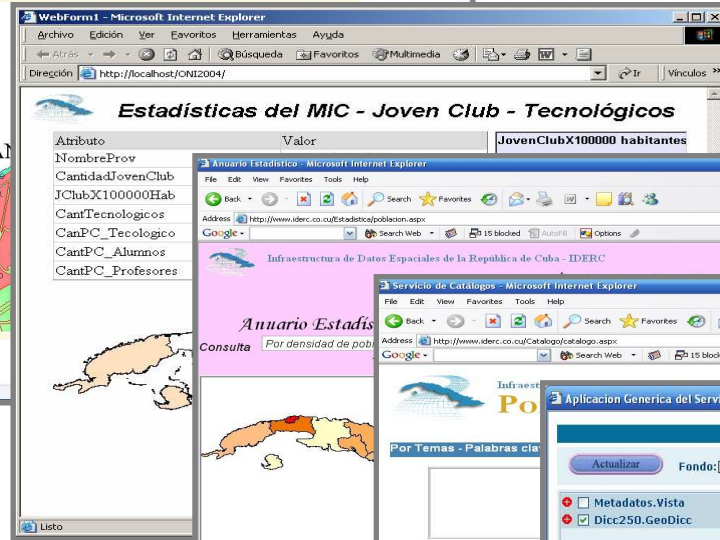 WebForm1 - Microsoft Internet Explorer
Archivo Edición Ver Favoritos Herramientas Ayuda
Atrás Búsqueda Favoritos Multimedia
Dirección http://localhost/ONI2004/ Ir Vínculos
Estadísticas del MIC - Joven Club - Tecnológicos
Atributo Valor
JovenClubX100000 habitantes
NombreProv
CantidadJovenClub
JClubX100000Hab
CantTecnologicos
CanPC_Tecologico
CantPC_Alumnos
CantPC_Profesores
Listo
Anuario Estadistico - Microsoft Internet Explorer
File Edit View Favorites Tools Help
Back Search Favorites
Address http://www.iderc.co.cu/Estadistica/poblacion.aspx
Google Search Web 15 blocked AutoFill Options
Infraestructura de Datos Espaciales de la República de Cuba - IDERC
Anuario Estadís
Consulta Por densidad de pobl
Servicio de Catálogos - Microsoft Internet Explorer
File Edit View Favorites Tools Help
Back Search Favorites
Address http://www.iderc.co.cu/Catalogo/catalogo.aspx
Google Search Web 15 block
Infraest
Po
Por Temas - Palabras cla
Aplicacion Generica del Servi
Actualizar Fondo:
Metadatos.Vista
Dicc250.GeoDicc